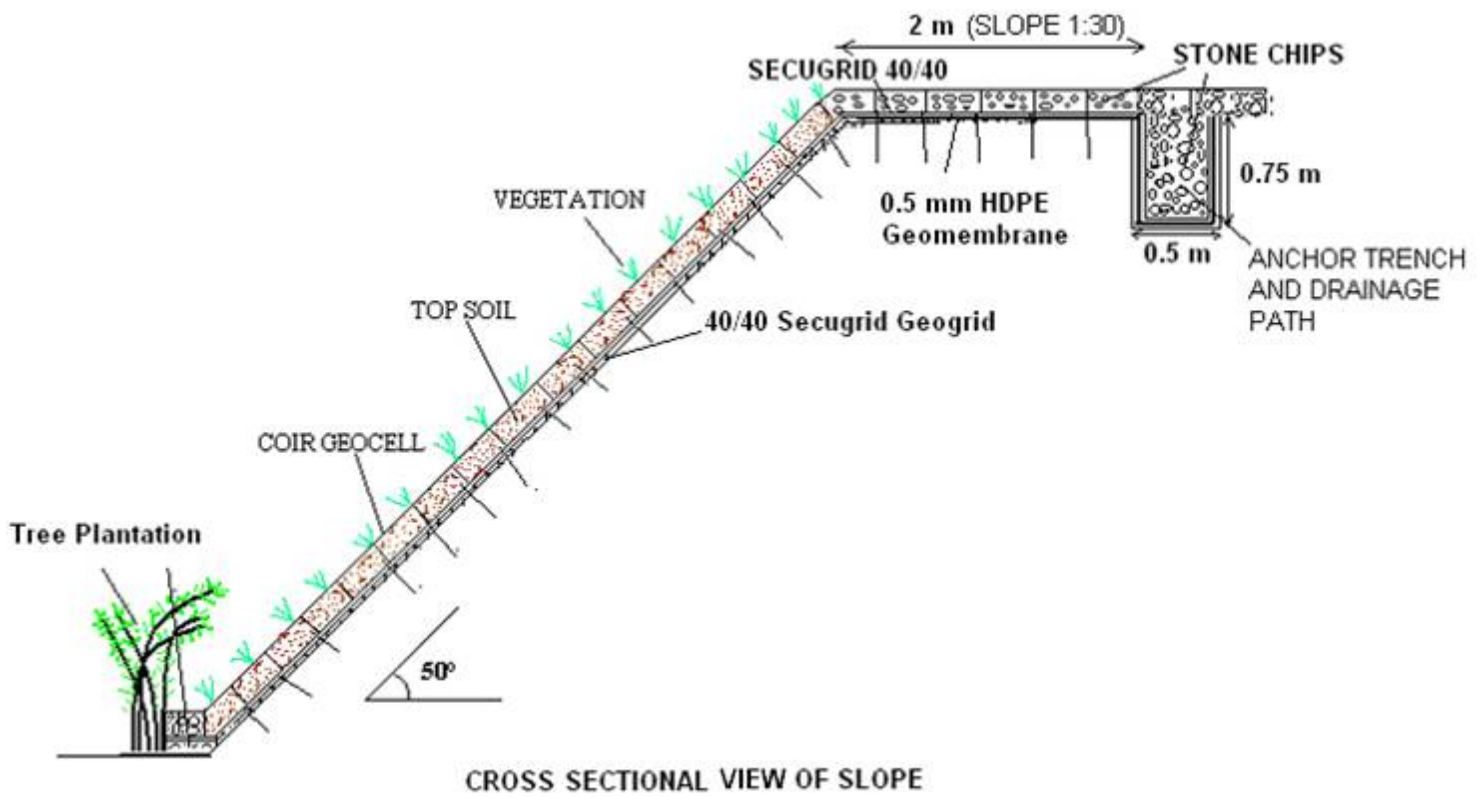 2 m (SLOPE 1:30)
STONE CHIPS
SECUGRID 40/40
0.75 m
VEGETATION
0.5 mm HDPE
Geomembrane
0.5 m
ANCHOR TRENCH
AND DRAINAGE
PATH
TOP SOIL
40/40 Secugrid Geogrid
COIR GEOCELL
Tree Plantation
50º
CROSS SECTIONAL VIEW OF SLOPE